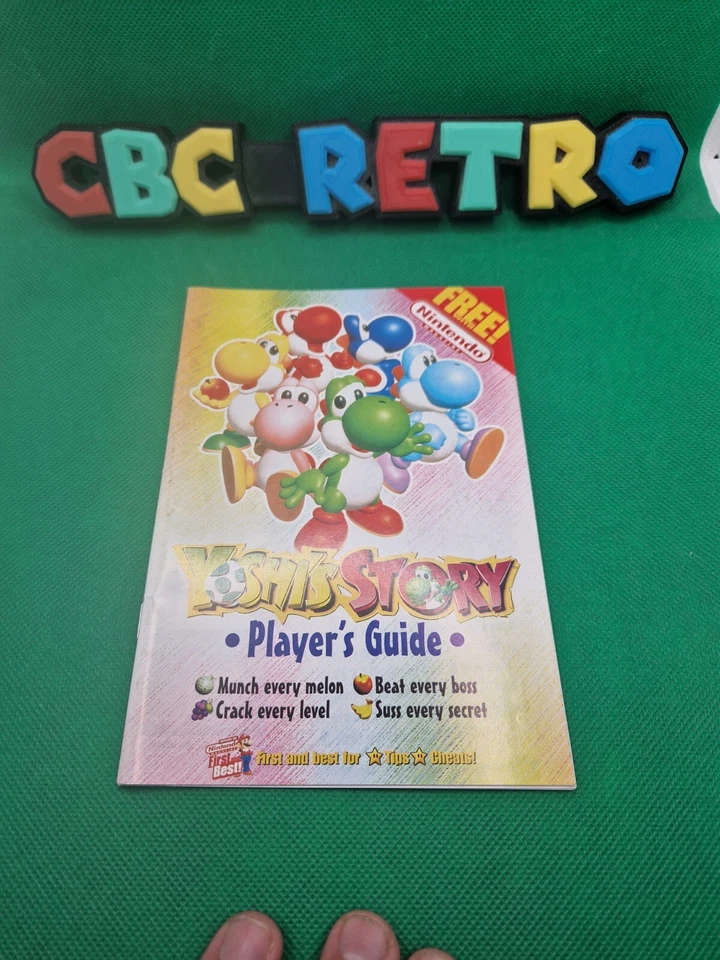 CBC RETRO
FREE!
Nintendo
YOSHI'S STORY
• Player's Guide •
Munch every melon Beat every boss
Crack every level Suss every secret
Nintendo
First and
Best!
First and best for Tips Cheats!